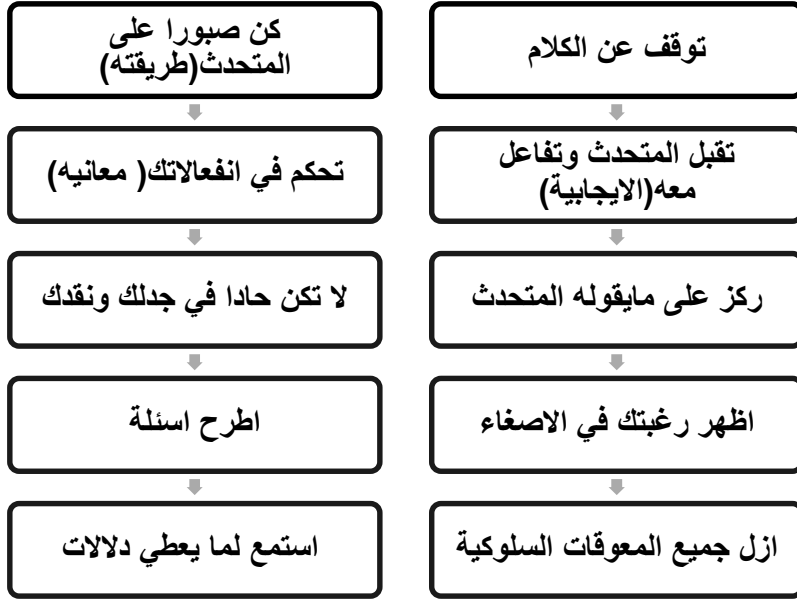 توقف عن الكلام
تقبل المتحدث وتفاعل
معه(الايجابية)
ركز على مايقوله المتحدث
اظهر رغبتك في الاصغاء
ازل جميع المعوقات السلوكية
كن صبورا على
المتحدث(طريقته)
تحكم في انفعالاتك( معانيه)
لا تكن حادا في جدلك ونقدك
اطرح اسئلة
استمع لما يعطي دلالات